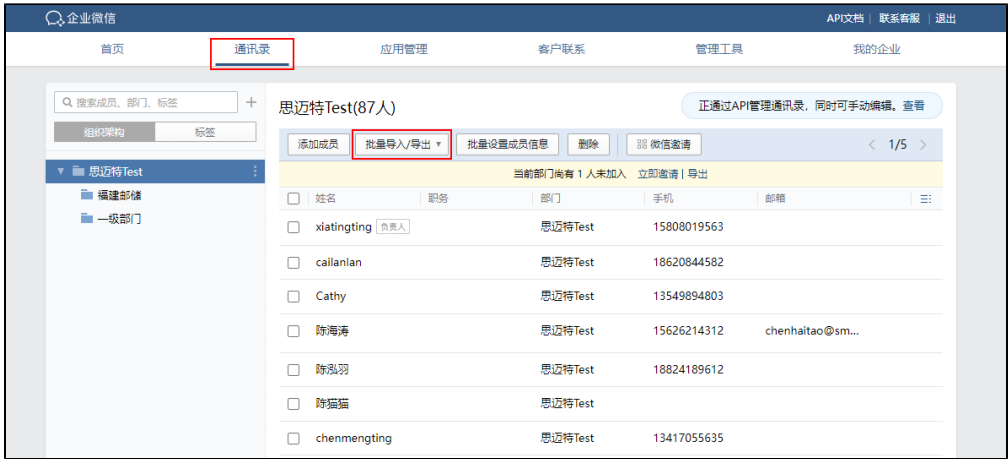 企业微信 API文档 | 联系客服 | 退出
首页 通讯录 应用管理 客户联系 管理工具 我的企业
搜索成员、部门、标签 +
组织架构 标签
思迈特Test
福建邮储
一级部门
思迈特Test(87人) 正通过API管理通讯录，同时可手动编辑。查看
添加成员 批量导入/导出 批量设置成员信息 删除 微信邀请 < 1/5 >
当前部门尚有 1 人未加入 立即邀请 | 导出
姓名 职务 部门 手机 邮箱
xiatingting 负责人 思迈特Test 15808019563
cailanlan 思迈特Test 18620844582
Cathy 思迈特Test 13549894803
陈海涛 思迈特Test 15626214312 chenhaitao@sm...
陈泓羽 思迈特Test 18824189612
陈猫猫 思迈特Test
chenmengting 思迈特Test 13417055635